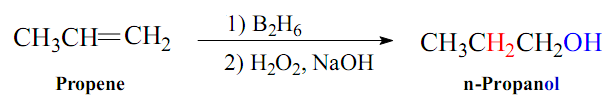 CH₃CH=CH₂ 1) B₂H₆ CH₃CH₂CH₂OH
2) H₂O₂, NaOH
Propene n-Propanol